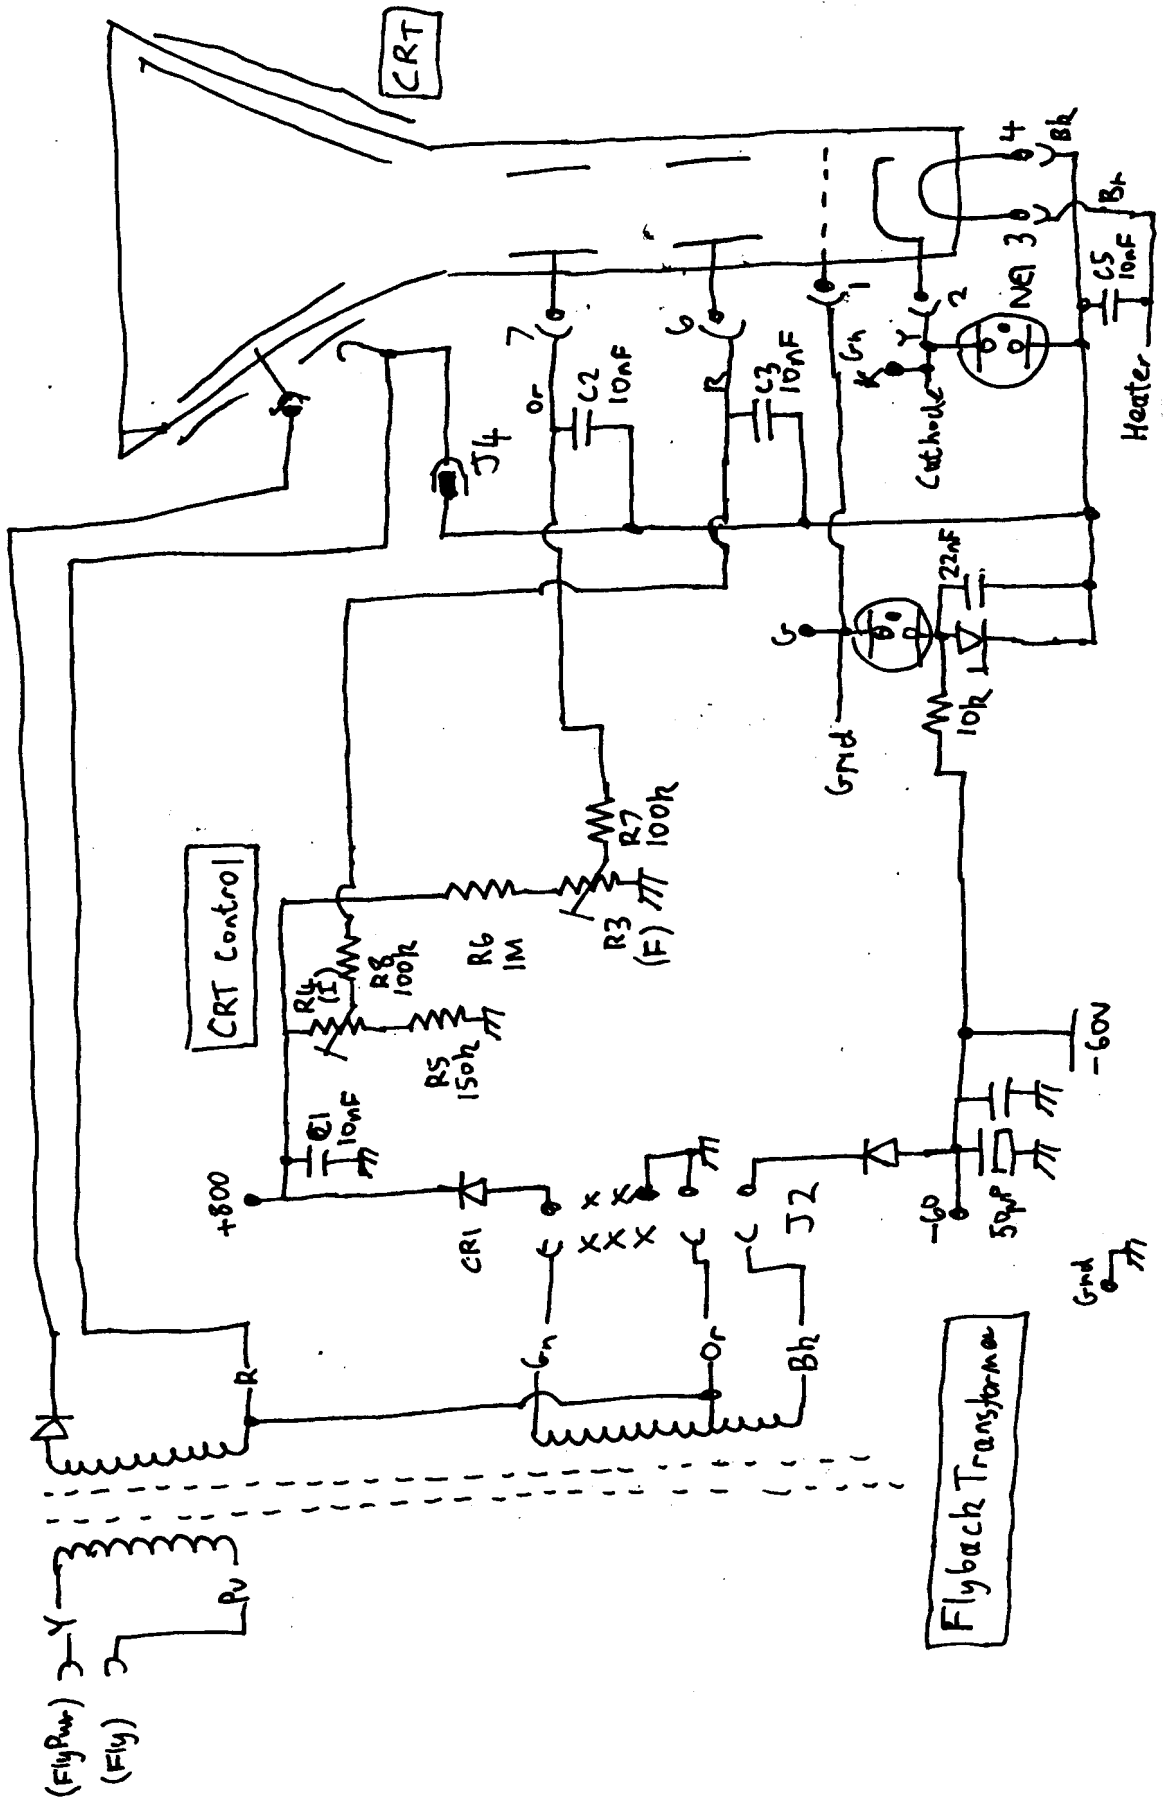 CRT
CRT Control
Flyback Transformer
(FlyPwr)
Y
(Fly)
Pu
R
Gn
Or
Bk
J2
x x
x x x
CR1
+800
C1
10nF
R4
(I)
R8
100k
R5
150k
R6
1M
R3
(F)
R7
100k
J4
7
Or
C2
10nF
6
R
C3
10nF
1
Gn
2
Y
K
Cathode
NE1
3
Br
4
Bk
C5
10nF
Heater
G
Gnd
22nF
10k
-60V
-60
50µF
Gnd